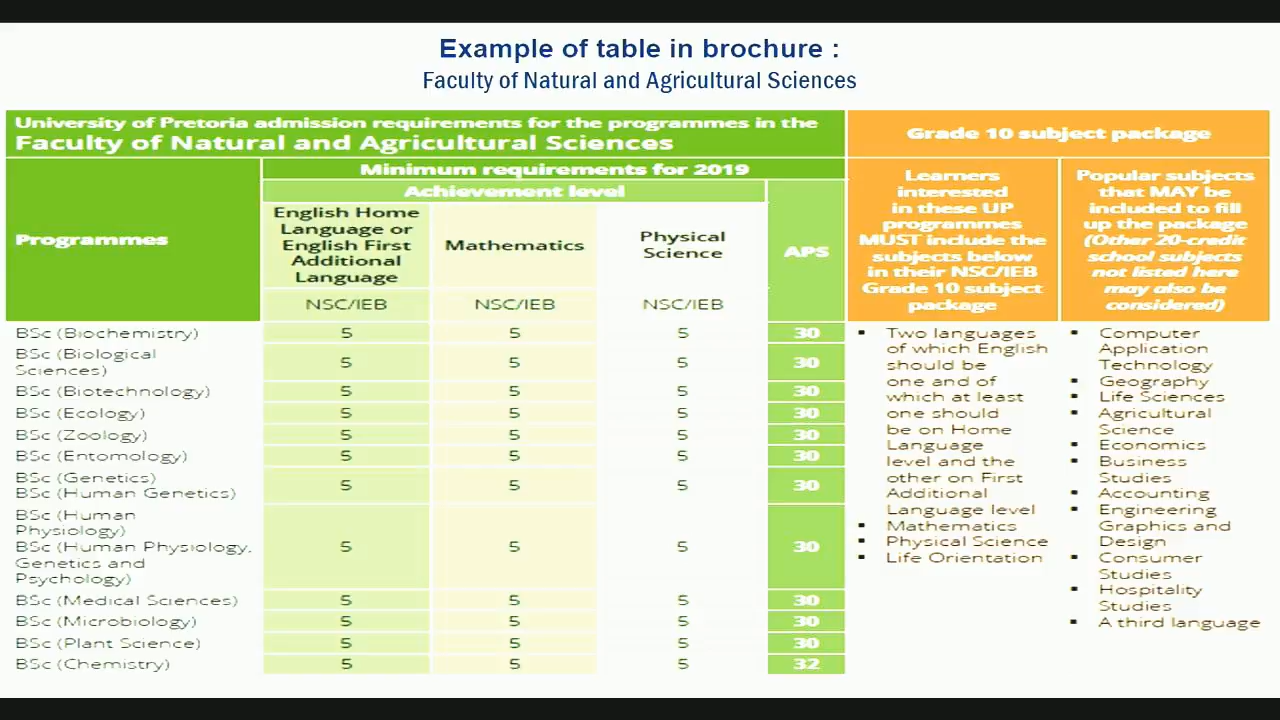 Example of table in brochure :
Faculty of Natural and Agricultural Sciences
University of Pretoria admission requirements for the programmes in the
Faculty of Natural and Agricultural Sciences
Grade 10 subject package
Programmes
Minimum requirements for 2019
Achievement level
English Home
Language or
English First
Additional
Language
Mathematics
Physical
Science
APS
NSC/IEB
NSC/IEB
NSC/IEB
Learners
interested
in these UP
programmes
MUST include the
subjects below
in their NSC/IEB
Grade 10 subject
package
Popular subjects
that MAY be
included to fill
up the package
(Other 20-credit
school subjects
not listed here
may also be
considered)
BSc (Biochemistry) 5 5 5 30
BSc (Biological
Sciences) 5 5 5 30
BSc (Biotechnology) 5 5 5 30
BSc (Ecology) 5 5 5 30
BSc (Zoology) 5 5 5 30
BSc (Entomology) 5 5 5 30
BSc (Genetics)
BSc (Human Genetics) 5 5 5 30
BSc (Human
Physiology)
BSc (Human Physiology,
Genetics and
Psychology) 5 5 5 30
BSc (Medical Sciences) 5 5 5 30
BSc (Microbiology) 5 5 5 30
BSc (Plant Science) 5 5 5 30
BSc (Chemistry) 5 5 5 32
▪ Two languages
of which English
should be
one and of
which at least
one should
be on Home
Language
level and the
other on First
Additional
Language level
▪ Mathematics
▪ Physical Science
▪ Life Orientation
▪ Computer
Application
Technology
▪ Geography
▪ Life Sciences
▪ Agricultural
Science
▪ Economics
▪ Business
Studies
▪ Accounting
▪ Engineering
Graphics and
Design
▪ Consumer
Studies
▪ Hospitality
Studies
▪ A third language